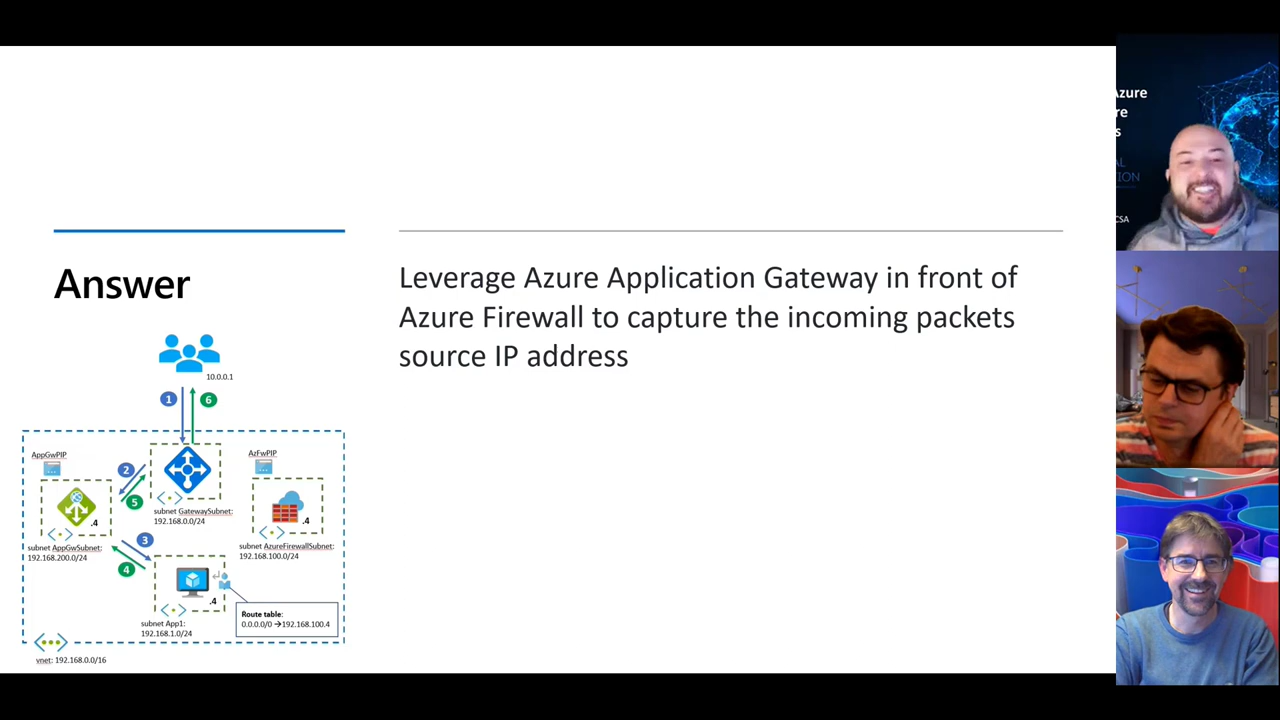 Answer
Leverage Azure Application Gateway in front of
Azure Firewall to capture the incoming packets
source IP address
10.0.0.1
1
6
AppGwPIP
AzFwPIP
2
5
.4
.4
subnet GatewaySubnet:
192.168.0.0/24
subnet AppGwSubnet:
192.168.200.0/24
subnet AzureFirewallSubnet:
192.168.100.0/24
3
4
.4
Route table:
0.0.0.0/0 →192.168.100.4
subnet App1:
192.168.1.0/24
vnet: 192.168.0.0/16
Azure
CSA